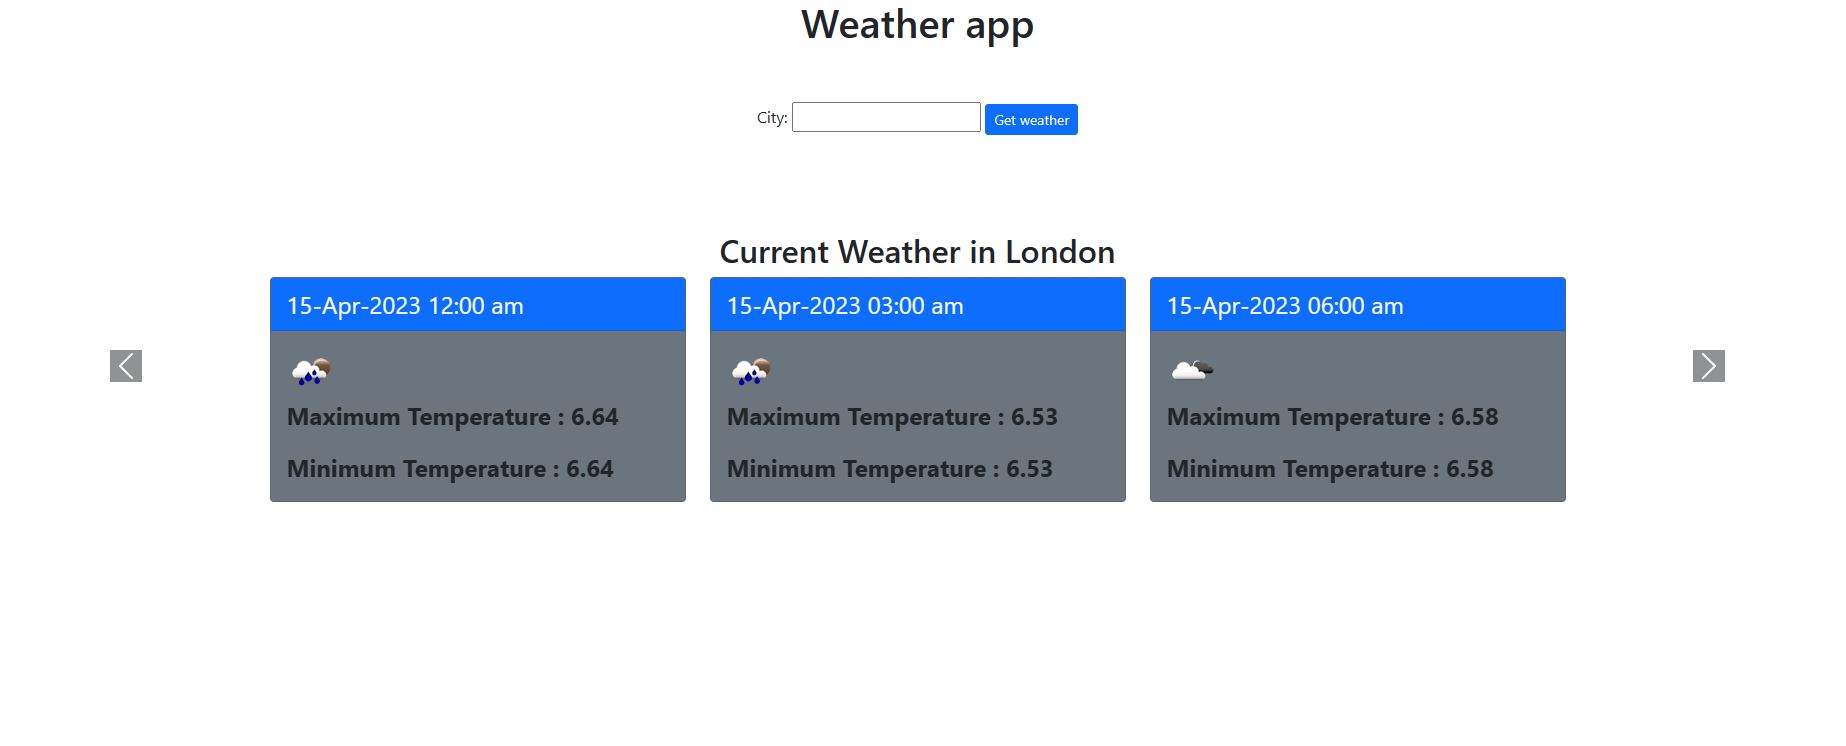 Weather app
City: Get weather
Current Weather in London
15-Apr-2023 12:00 am
Maximum Temperature : 6.64
Minimum Temperature : 6.64
15-Apr-2023 03:00 am
Maximum Temperature : 6.53
Minimum Temperature : 6.53
15-Apr-2023 06:00 am
Maximum Temperature : 6.58
Minimum Temperature : 6.58